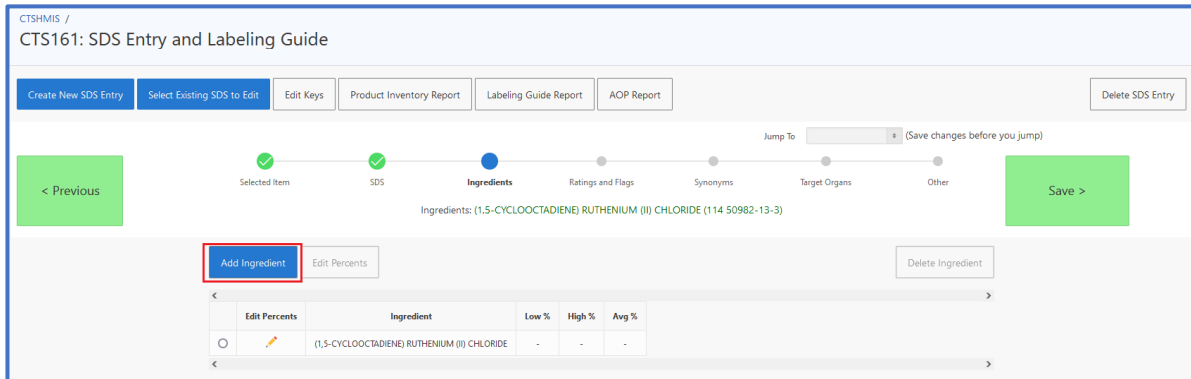 CTSHMIS /
CTS161: SDS Entry and Labeling Guide
Create New SDS Entry Select Existing SDS to Edit Edit Keys Product Inventory Report Labeling Guide Report AOP Report Delete SDS Entry
Jump To (Save changes before you jump)
< Previous Selected Item SDS Ingredients Ratings and Flags Synonyms Target Organs Other Save >
Ingredients: (1,5-CYCLOOCTADIENE) RUTHENIUM (II) CHLORIDE (114 50982-13-3)
Add Ingredient Edit Percents Delete Ingredient
Edit Percents Ingredient Low % High % Avg %
(1,5-CYCLOOCTADIENE) RUTHENIUM (II) CHLORIDE - - -